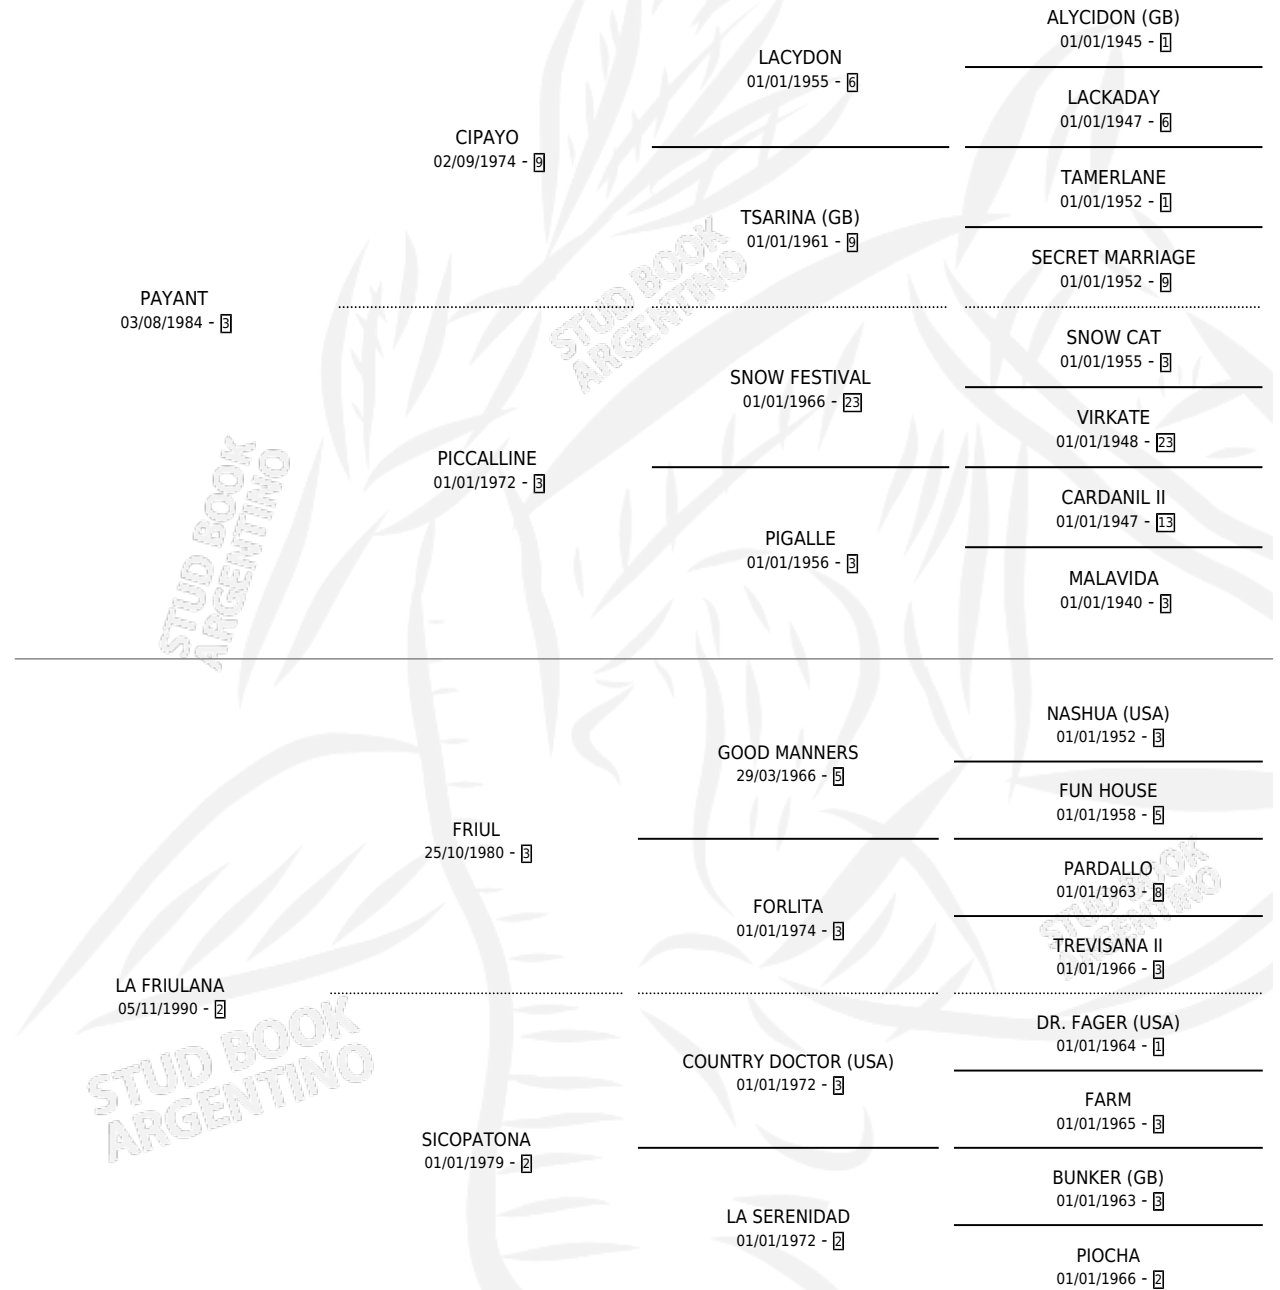 ALYCIDON (GB)
01/01/1945 - 1
LACYDON
01/01/1955 - 6
LACKADAY
01/01/1947 - 6
CIPAYO
02/09/1974 - 9
TAMERLANE
01/01/1952 - 1
TSARINA (GB)
01/01/1961 - 9
SECRET MARRIAGE
01/01/1952 - 9
PAYANT
03/08/1984 - 3
SNOW CAT
01/01/1955 - 3
SNOW FESTIVAL
01/01/1966 - 23
VIRKATE
01/01/1948 - 23
PICCALLINE
01/01/1972 - 3
CARDANIL II
01/01/1947 - 13
PIGALLE
01/01/1956 - 3
MALAVIDA
01/01/1940 - 3
STUD BOOK
ARGENTINO
STUD BOOK
ARGENTINO
NASHUA (USA)
01/01/1952 - 3
GOOD MANNERS
29/03/1966 - 5
FUN HOUSE
01/01/1958 - 5
FRIUL
25/10/1980 - 3
PARDALLO
01/01/1963 - 8
FORLITA
01/01/1974 - 3
TREVISANA II
01/01/1966 - 3
LA FRIULANA
05/11/1990 - 2
DR. FAGER (USA)
01/01/1964 - 1
COUNTRY DOCTOR (USA)
01/01/1972 - 3
FARM
01/01/1965 - 3
SICOPATONA
01/01/1979 - 2
BUNKER (GB)
01/01/1963 - 3
LA SERENIDAD
01/01/1972 - 2
PIOCHA
01/01/1966 - 2
STUD BOOK
ARGENTINO
STUD BOOK
ARGENTINO